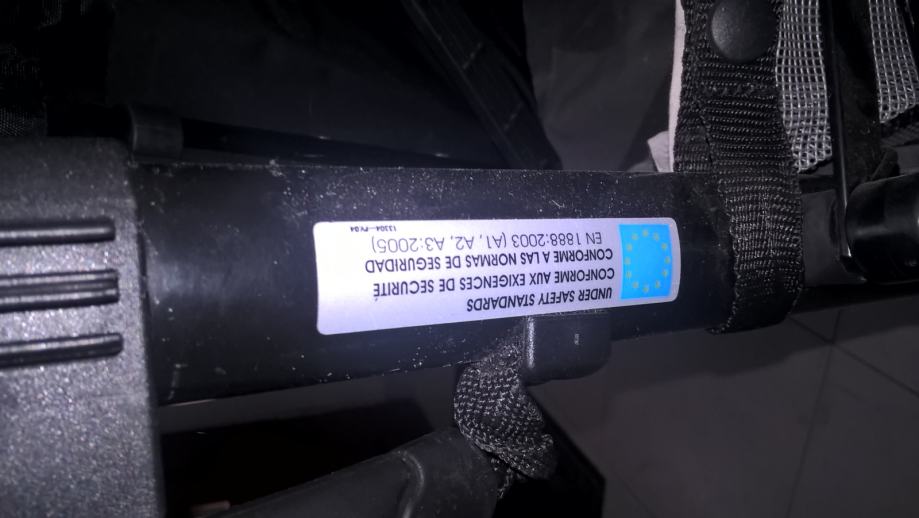 UNDER SAFETY STANDARDS
CONFORME AUX EXIGENCES DE SECURITÉ
CONFORME A LAS NORMAS DE SEGURIDAD
EN 1888:2003 (A1, A2, A3:2005)